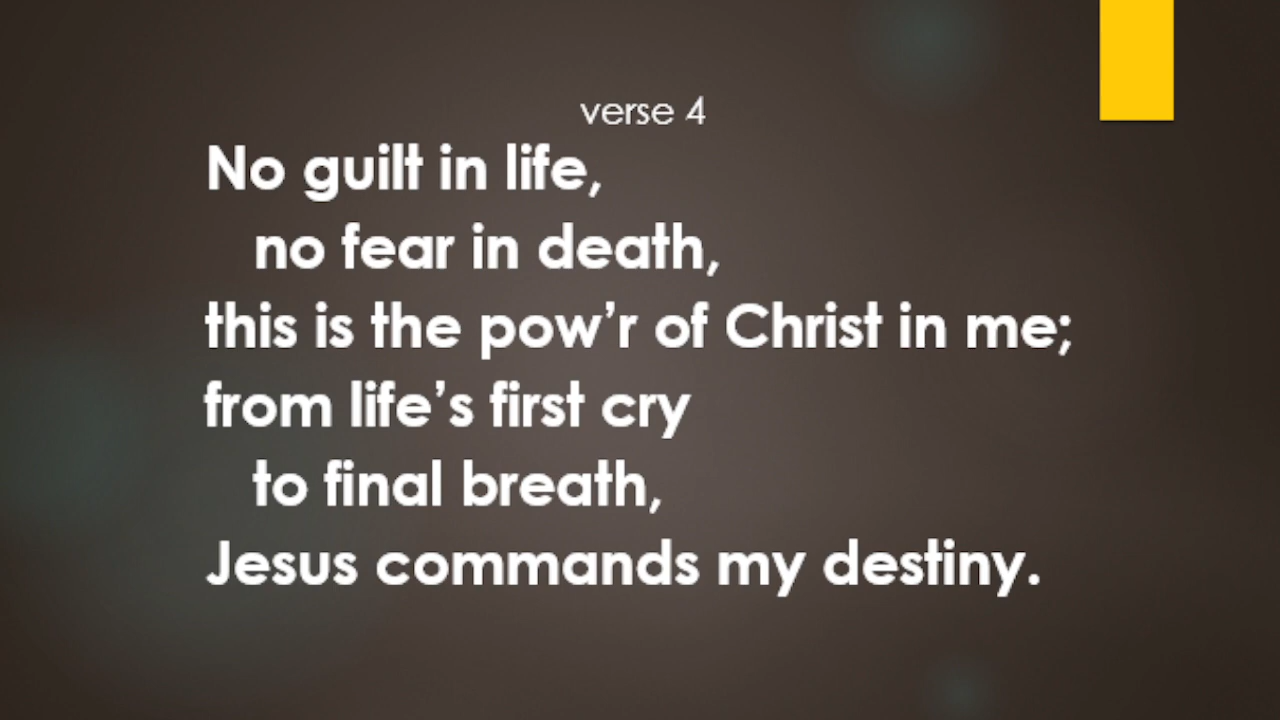 verse 4
No guilt in life,
no fear in death,
this is the pow’r of Christ in me;
from life’s first cry
to final breath,
Jesus commands my destiny.